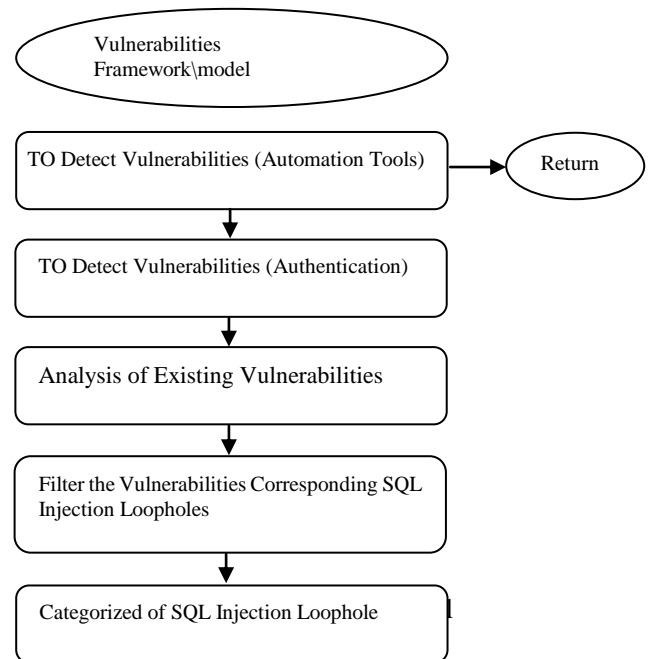 Vulnerabilities
Framework\model
TO Detect Vulnerabilities (Automation Tools)
Return
TO Detect Vulnerabilities (Authentication)
Analysis of Existing Vulnerabilities
Filter the Vulnerabilities Corresponding SQL
Injection Loopholes
Categorized of SQL Injection Loophole